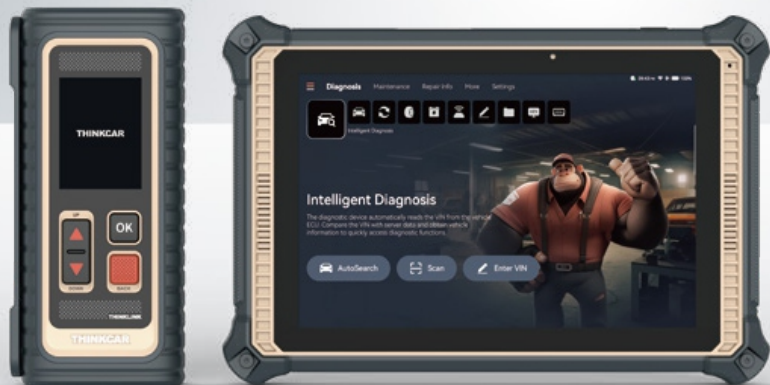 THINKCAR
UP
OK
DOWN
BACK
THINKLINK
THINKCAR
Diagnosis Maintenance Repair Info More Settings
100%
Intelligent Diagnosis
Intelligent Diagnosis
The diagnostic device automatically reads the VIN from the vehicle
ECU. Compare the VIN with server data and obtain vehicle
information to quickly access diagnostic functions.
AutoSearch Scan Enter VIN